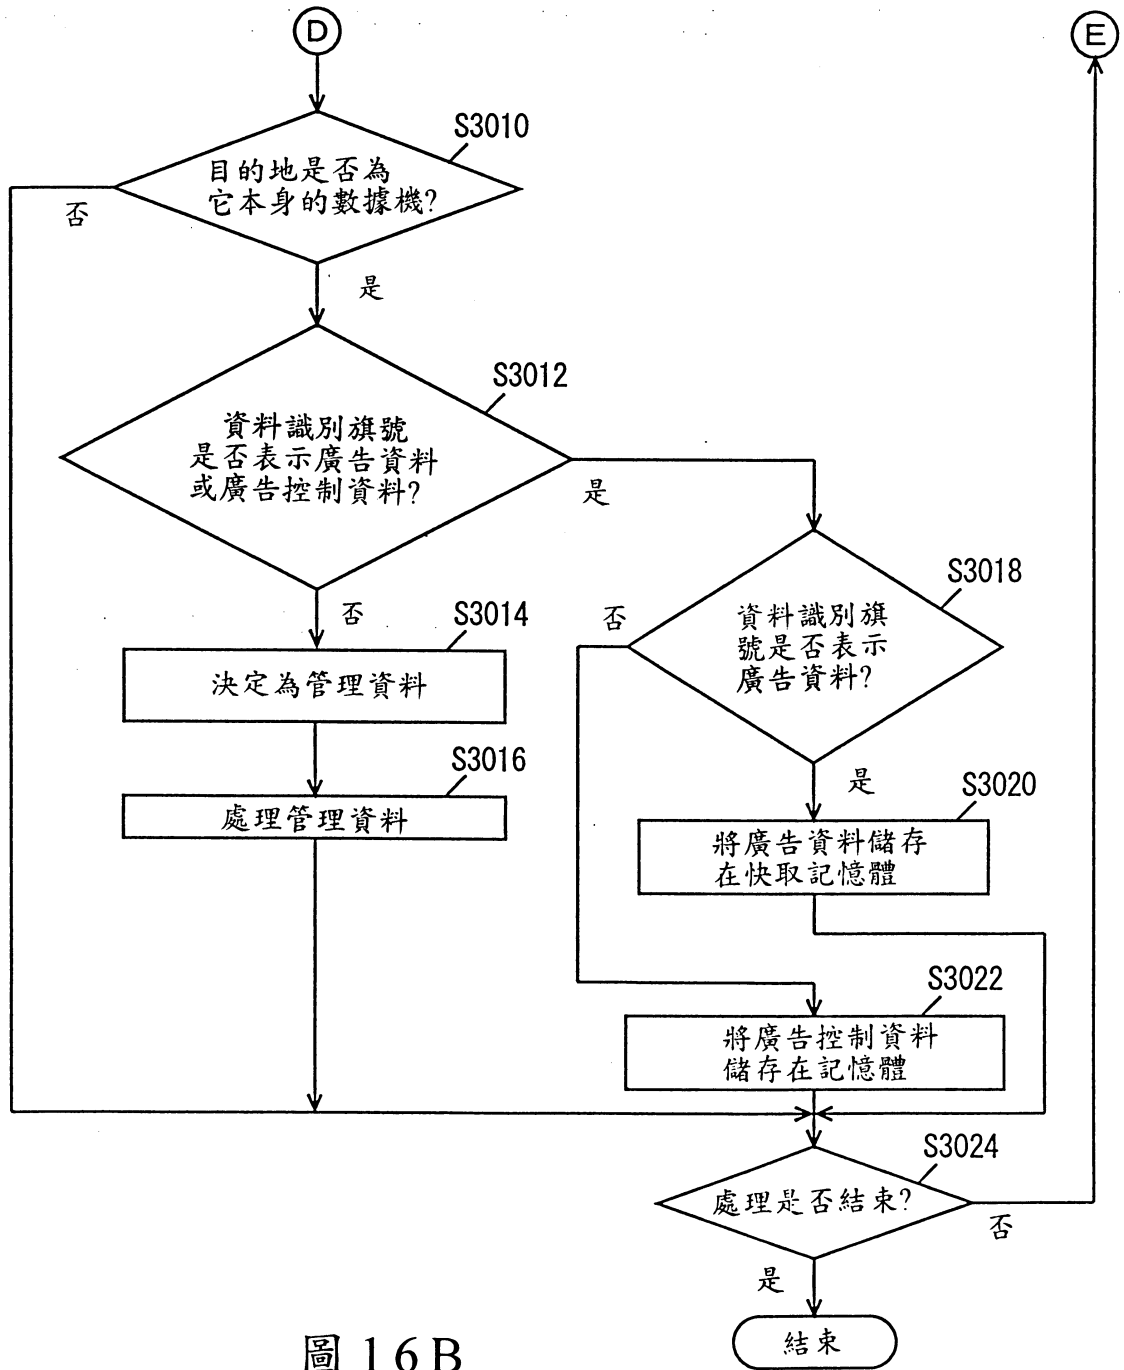 D
E
S3010
目的地是否為
它本身的數據機?
否
是
S3012
資料識別旗號
是否表示廣告資料
或廣告控制資料?
是
否
S3014
決定為管理資料
S3016
處理管理資料
S3018
資料識別旗
號是否表示
廣告資料?
否
是
S3020
將廣告資料儲存
在快取記憶體
S3022
將廣告控制資料
儲存在記憶體
S3024
處理是否結束?
否
是
結束
圖16B